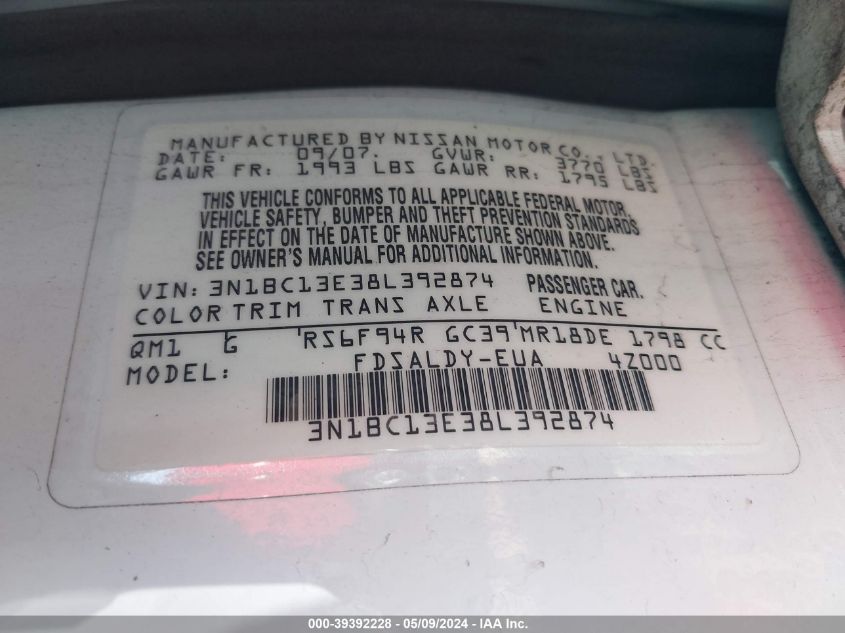 MANUFACTURED BY NISSAN MOTOR CO., LTD.
DATE: 09/07. GVWR: 3770 LBS
GAWR FR: 1993 LBS GAWR RR: 1795 LBS
THIS VEHICLE CONFORMS TO ALL APPLICABLE FEDERAL MOTOR
VEHICLE SAFETY, BUMPER AND THEFT PREVENTION STANDARDS
IN EFFECT ON THE DATE OF MANUFACTURE SHOWN ABOVE.
SEE OWNER'S MANUAL FOR ADDITIONAL INFORMATION.
VIN: 3N1BC13E38L392874 PASSENGER CAR.
COLOR TRIM TRANS AXLE ENGINE
QM1 G RS6F94R GC39 MR18DE 1798 CC
MODEL: FDSALDY-EUA 4Z000
3N1BC13E38L392874
000-39392228 - 05/09/2024 - IAA Inc.